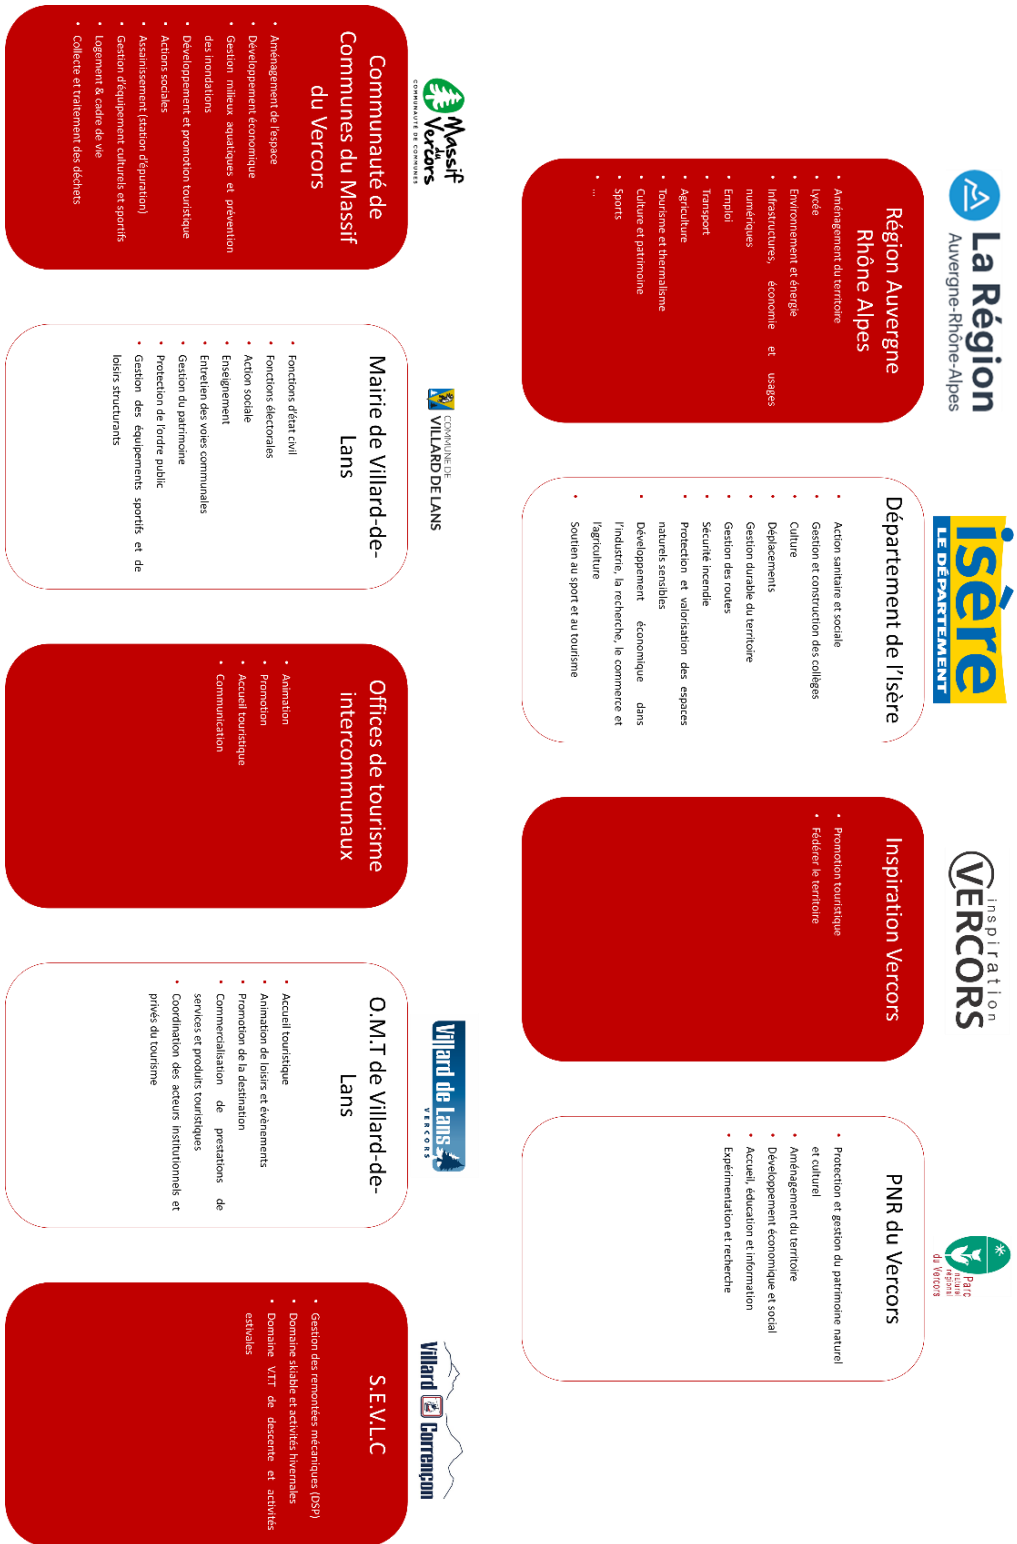 La Région
Auvergne-Rhône-Alpes
Région Auvergne
Rhône Alpes
• Aménagement du territoire
• Lycée
• Environnement et énergie
• Infrastructures, économie et usages
numériques
• Emploi
• Transport
• Agriculture
• Tourisme et thermalisme
• Culture et patrimoine
• Sports
• ...
isère
LE DÉPARTEMENT
Département de l'Isère
• Action sanitaire et sociale
• Gestion et construction des collèges
• Culture
• Déplacements
• Gestion durable du territoire
• Gestion des routes
• Sécurité incendie
• Protection et valorisation des espaces
naturels sensibles
• Développement économique dans
l'industrie, la recherche, le commerce et
l'agriculture
• Soutien au sport et au tourisme
inspiration
VERCORS
Inspiration Vercors
• Promotion touristique
• Fédérer le territoire
Parc
naturel
régional
du Vercors
PNR du Vercors
• Protection et gestion du patrimoine naturel
et culturel
• Aménagement du territoire
• Développement économique et social
• Accueil, éducation et information
• Expérimentation et recherche
Massif
du
Vercors
COMMUNAUTÉ DE COMMUNES
Communauté de
Communes du Massif
du Vercors
• Aménagement de l'espace
• Développement économique
• Gestion milieux aquatiques et prévention
des inondations
• Développement et promotion touristique
• Actions sociales
• Assainissement (station d'épuration)
• Gestion d'équipement culturels et sportifs
• Logement & cadre de vie
• Collecte et traitement des déchets
COMMUNE DE
VILLARD DE LANS
Mairie de Villard-de-
Lans
• Fonctions d'état civil
• Fonctions électorales
• Action sociale
• Enseignement
• Entretien des voies communales
• Gestion du patrimoine
• Protection de l'ordre public
• Gestion des équipements sportifs et de
loisirs structurants
Offices de tourisme
intercommunaux
• Animation
• Promotion
• Accueil touristique
• Communication
Villard de Lans
VERCORS
O.M.T de Villard-de-
Lans
• Accueil touristique
• Animation de loisirs et évènements
• Promotion de la destination
• Commercialisation de prestations de
services et produits touristiques
• Coordination des acteurs institutionnels et
privés du tourisme
Villard Corrençon
S.E.V.L.C
• Gestion des remontées mécaniques (DSP)
• Domaine skiable et activités hivernales
• Domaine V.T.T de descente et activités
estivales